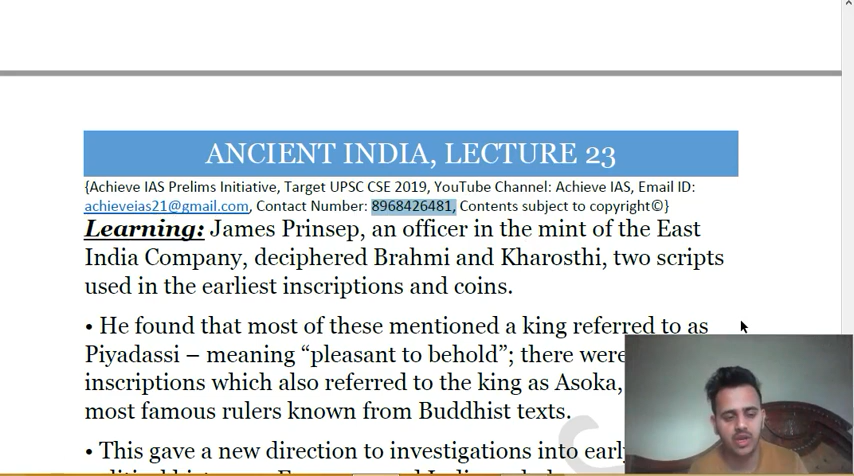 ANCIENT INDIA, LECTURE 23
{Achieve IAS Prelims Initiative, Target UPSC CSE 2019, YouTube Channel: Achieve IAS, Email ID:
achieveias21@gmail.com, Contact Number: 8968426481, Contents subject to copyright©}
Learning: James Prinsep, an officer in the mint of the East
India Company, deciphered Brahmi and Kharosthi, two scripts
used in the earliest inscriptions and coins.
• He found that most of these mentioned a king referred to as
Piyadassi – meaning “pleasant to behold”; there were
inscriptions which also referred to the king as Asoka,
most famous rulers known from Buddhist texts.
• This gave a new direction to investigations into